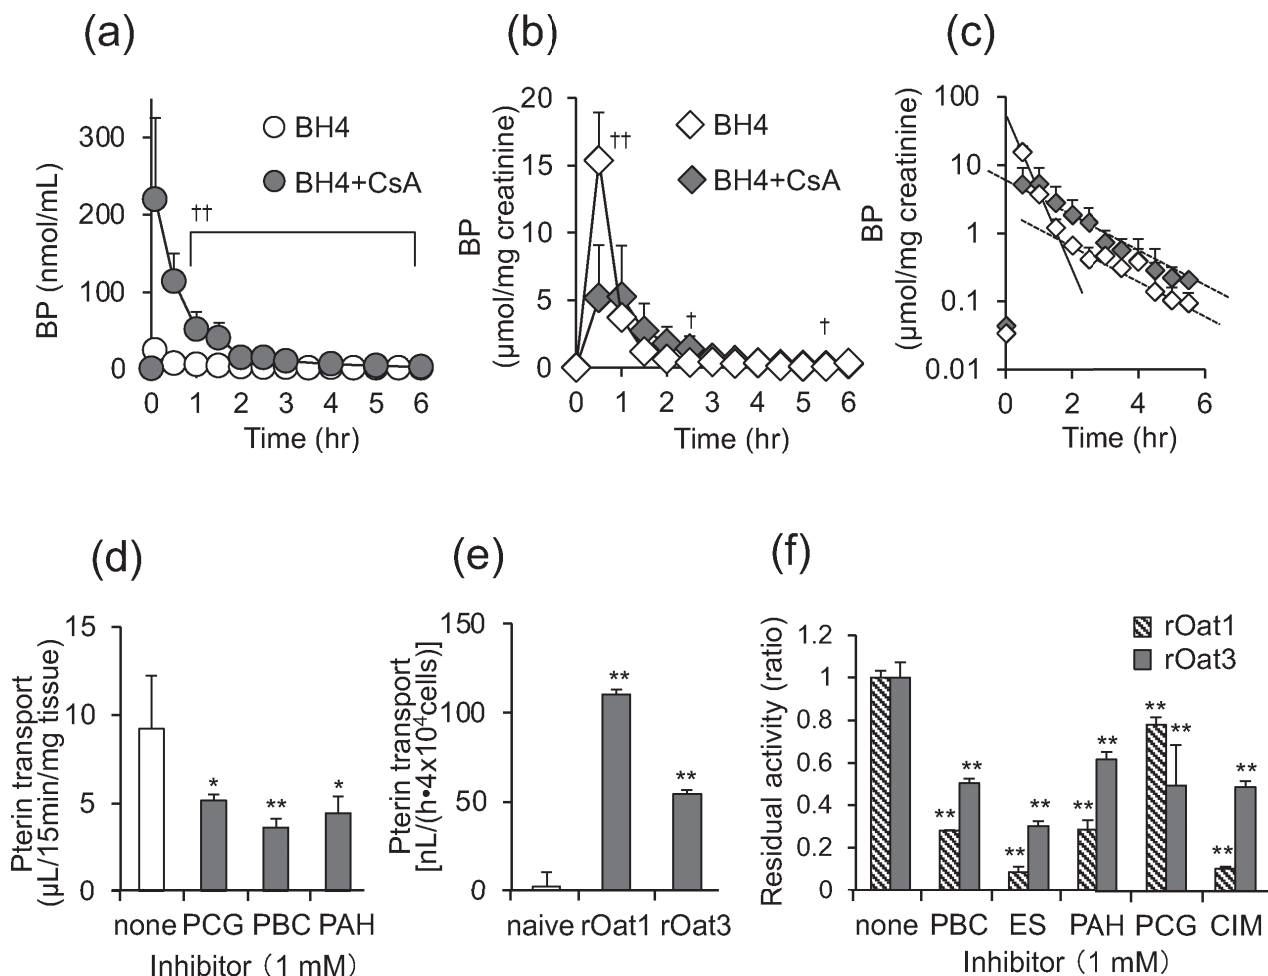 (a)
BP (nmol/mL)
300
200
100
0
BH4
BH4+CsA
††
0 1 2 3 4 5 6
Time (hr)
(b)
BP
(μmol/mg creatinine)
20
15
10
5
0
††
BH4
BH4+CsA
†
†
0 1 2 3 4 5 6
Time (hr)
(c)
BP
(μmol/mg creatinine)
100
10
1
0.1
0.01
0 2 4 6
Time (hr)
(d)
Pterin transport
(μL/15min/mg tissue)
15
10
5
0
*
**
*
none PCG PBC PAH
Inhibitor (1 mM)
(e)
Pterin transport
[nL/(h•4x10⁴cells)]
150
100
50
0
**
**
naive rOat1 rOat3
(f)
Residual activity (ratio)
rOat1
rOat3
1.2
1
0.8
0.6
0.4
0.2
0
** ** ** ** ** ** ** ** ** **
none PBC ES PAH PCG CIM
Inhibitor (1 mM)